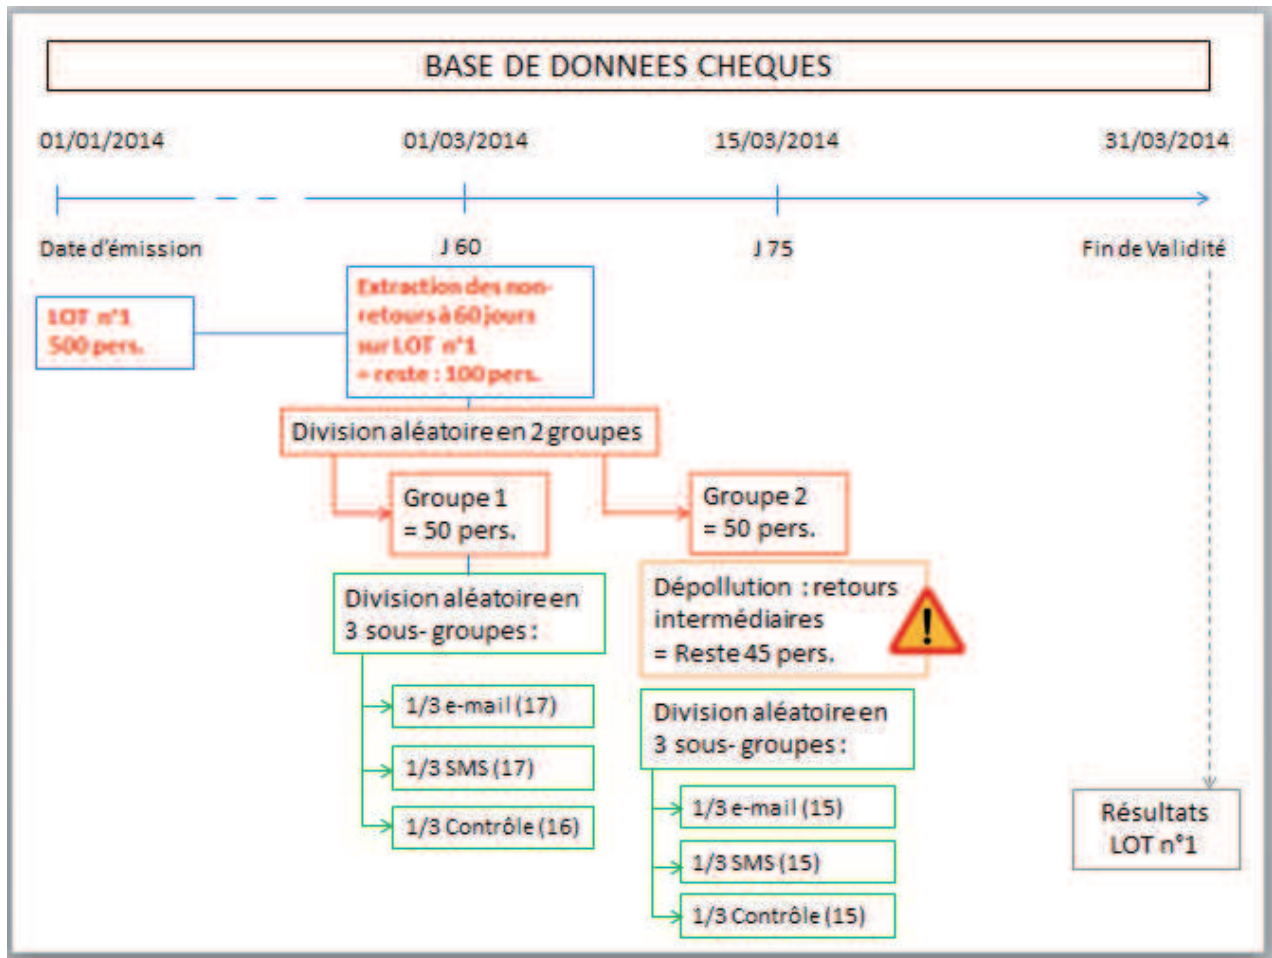 BASE DE DONNEES CHEQUES
01/01/2014
01/03/2014
15/03/2014
31/03/2014
Date d'émission
J 60
J 75
Fin de Validité
LOT n°1
500 pers.
Extraction des non-
retours à 60 jours
sur LOT n°1
= reste : 100 pers.
Division aléatoire en 2 groupes
Groupe 1
= 50 pers.
Groupe 2
= 50 pers.
Division aléatoire en
3 sous- groupes :
1/3 e-mail (17)
1/3 SMS (17)
1/3 Contrôle (16)
Dépollution : retours
intermédiaires
= Reste 45 pers.
!
Division aléatoire en
3 sous- groupes :
1/3 e-mail (15)
1/3 SMS (15)
1/3 Contrôle (15)
Résultats
LOT n°1